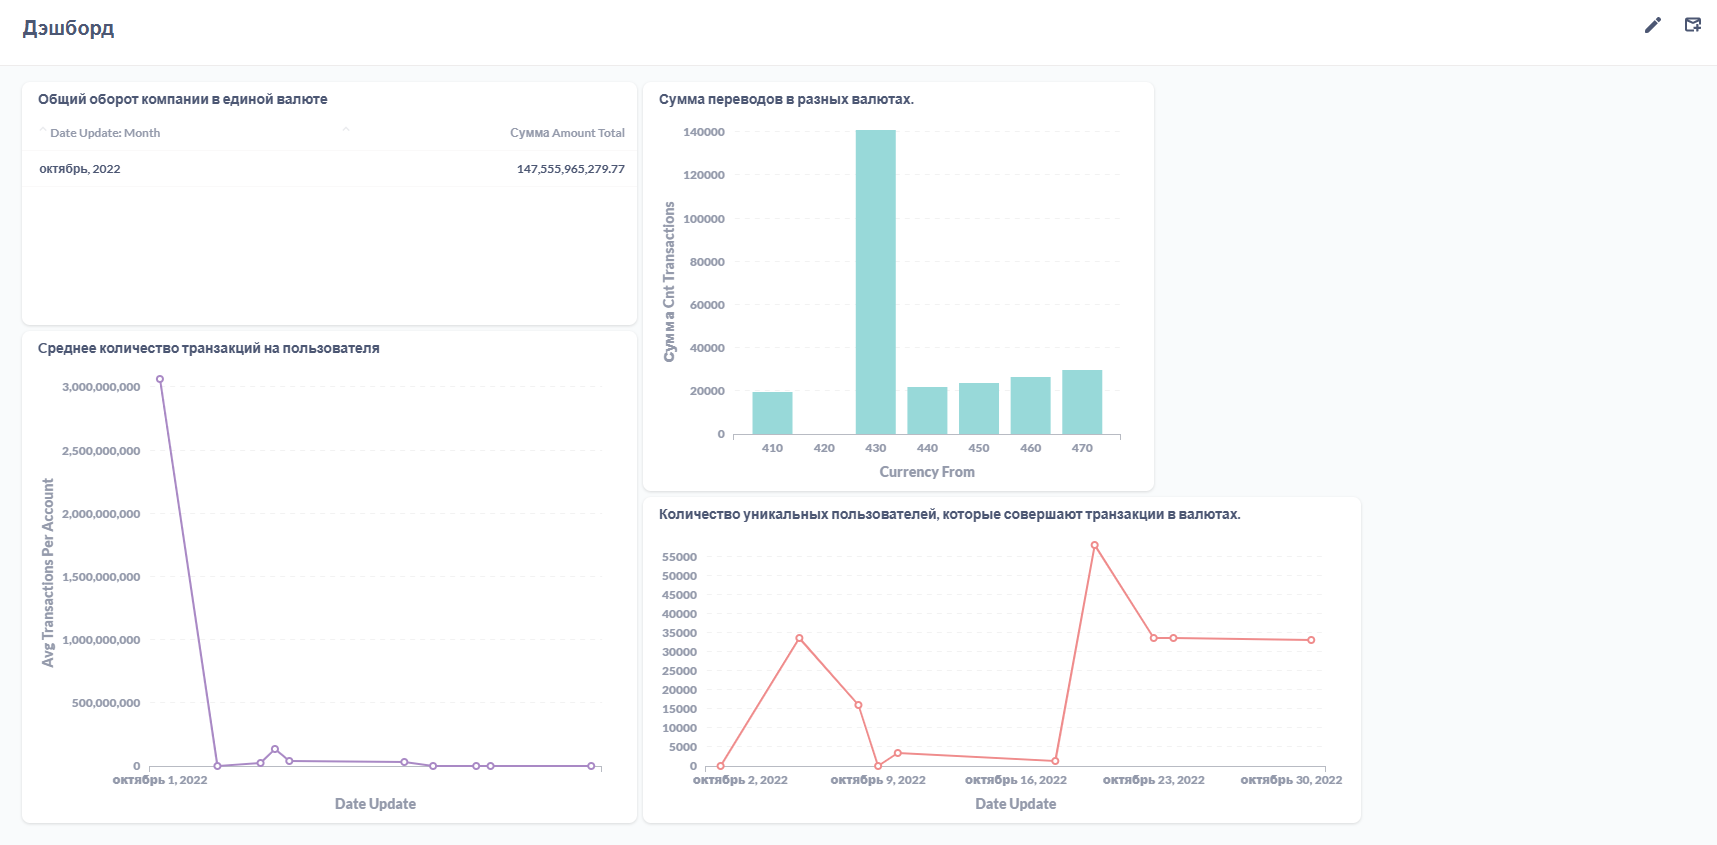 Дэшборд
Общий оборот компании в единой валюте
Date Update: Month
Сумма Amount Total
октябрь, 2022
147,555,965,279.77
Сумма переводов в разных валютах.
Сумма Cnt Transactions
140000
120000
100000
80000
60000
40000
20000
0
410 420 430 440 450 460 470
Currency From
Среднее количество транзакций на пользователя
Avg Transactions Per Account
3,000,000,000
2,500,000,000
2,000,000,000
1,500,000,000
1,000,000,000
500,000,000
0
октябрь 1, 2022
Date Update
Количество уникальных пользователей, которые совершают транзакции в валютах.
55000
50000
45000
40000
35000
30000
25000
20000
15000
10000
5000
0
октябрь 2, 2022 октябрь 9, 2022 октябрь 16, 2022 октябрь 23, 2022 октябрь 30, 2022
Date Update